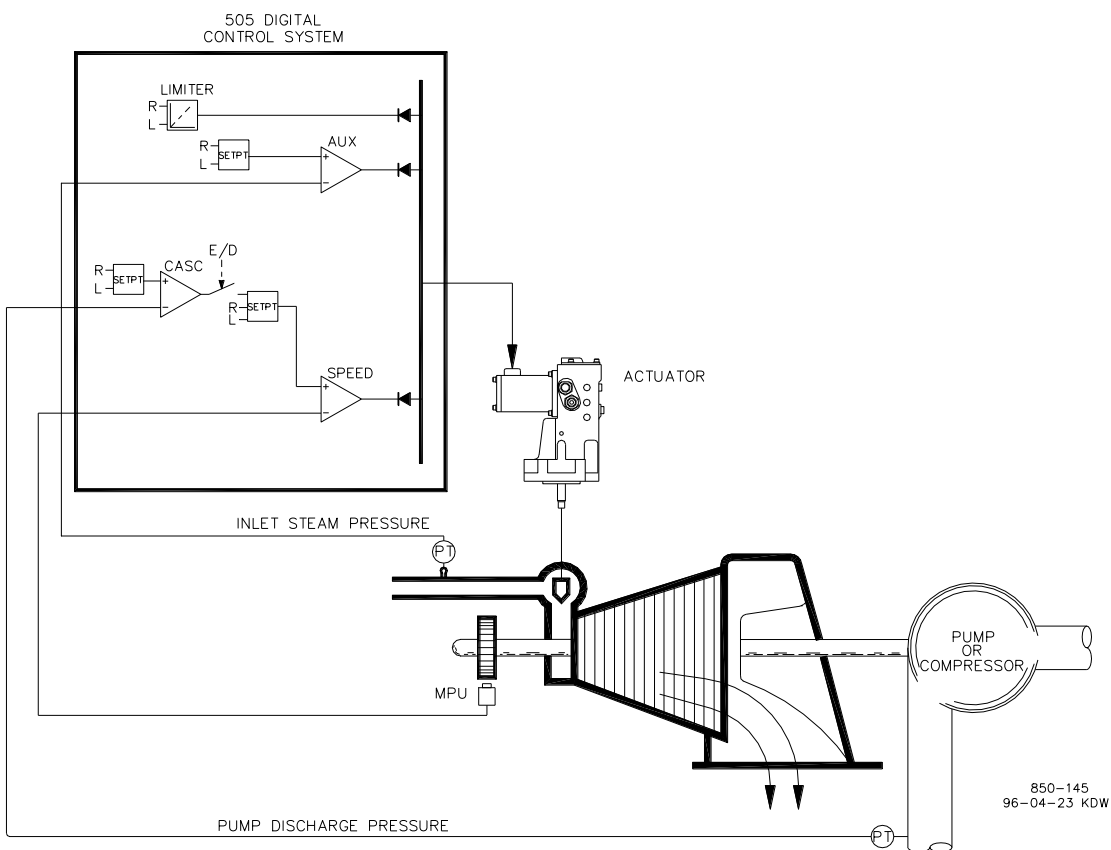 505 DIGITAL
CONTROL SYSTEM
LIMITER
R
L
AUX
R
L
SETPT
+
−
E/D
CASC
R
L
SETPT
+
−
R
L
SETPT
SPEED
+
−
ACTUATOR
INLET STEAM PRESSURE
PT
MPU
PUMP
OR
COMPRESSOR
850-145
96-04-23 KDW
PUMP DISCHARGE PRESSURE
PT